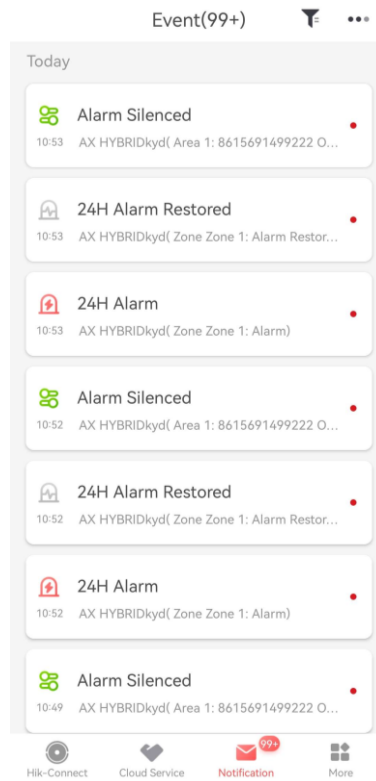 Event(99+)
Today
Alarm Silenced
10:53 AX HYBRIDkyd( Area 1: 8615691499222 O...
24H Alarm Restored
10:53 AX HYBRIDkyd( Zone Zone 1: Alarm Restor...
24H Alarm
10:53 AX HYBRIDkyd( Zone Zone 1: Alarm)
Alarm Silenced
10:52 AX HYBRIDkyd( Area 1: 8615691499222 O...
24H Alarm Restored
10:52 AX HYBRIDkyd( Zone Zone 1: Alarm Restor...
24H Alarm
10:52 AX HYBRIDkyd( Zone Zone 1: Alarm)
Alarm Silenced
10:49 AX HYBRIDkyd( Area 1: 8615691499222 O...
99+
Hik-Connect Cloud Service Notification More